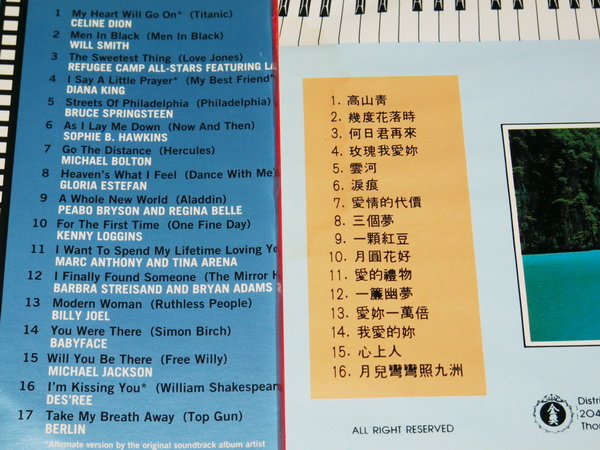 1 My Heart Will Go On* (Titanic)
CELINE DION
2 Men In Black (Men In Black)
WILL SMITH
3 The Sweetest Thing (Love Jones)
REFUGEE CAMP ALL-STARS FEATURING
4 I Say A Little Prayer* (My Best Friend
DIANA KING
5 Streets Of Philadelphia (Philadelphia)
BRUCE SPRINGSTEEN
6 As I Lay Me Down (Now And Then)
SOPHIE B. HAWKINS
7 Go The Distance (Hercules)
MICHAEL BOLTON
8 Heaven's What I Feel (Dance With Me)
GLORIA ESTEFAN
9 A Whole New World (Aladdin)
PEABO BRYSON AND REGINA BELLE
10 For The First Time (One Fine Day)
KENNY LOGGINS
11 I Want To Spend My Lifetime Loving
MARC ANTHONY AND TINA ARENA
12 I Finally Found Someone (The Mirror
BARBRA STREISAND AND BRYAN ADAMS
13 Modern Woman (Ruthless People)
BILLY JOEL
14 You Were There (Simon Birch)
BABYFACE
15 Will You Be There (Free Willy)
MICHAEL JACKSON
16 I'm Kissing You* (William Shakespear
DES'REE
17 Take My Breath Away (Top Gun)
BERLIN
*Alternate version by the original soundtrack album artist
1. 高山青
2. 幾度花落時
3. 何日君再來
4. 玫瑰我愛妳
5. 雲河
6. 淚痕
7. 愛情的代價
8. 三個夢
9. 一顆紅豆
10. 月圓花好
11. 愛的禮物
12. 一簾幽夢
13. 愛妳一萬倍
14. 我愛的妳
15. 心上人
16. 月兒彎彎照九洲
ALL RIGHT RESERVED
Distri
204
Tho